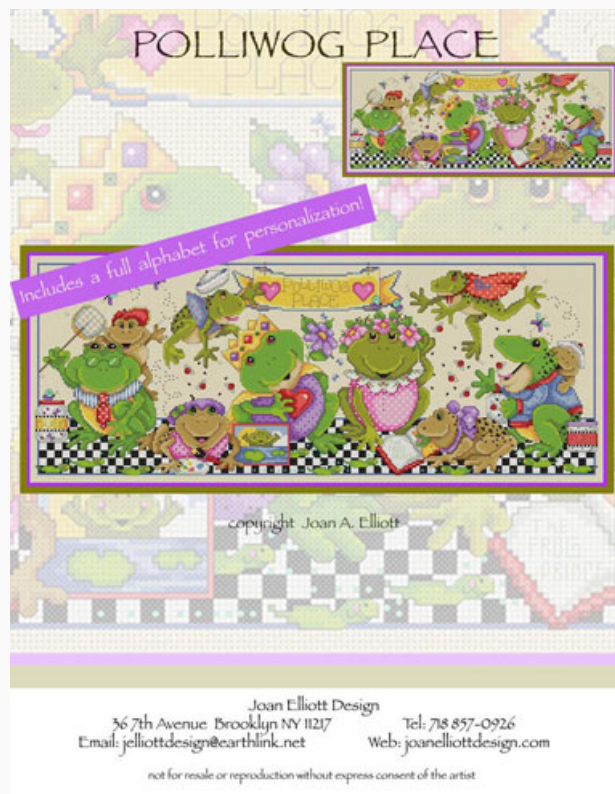 POLLIWOG PLACE
Includes a full alphabet for personalization!
POLLIWOG
PLACE
copyright Joan A. Elliott
Joan Elliott Design
36 7th Avenue Brooklyn NY 11217 Tel: 718 857-0926
Email: jelliottdesign@earthlink.net Web: joanelliottdesign.com
not for resale or reproduction without express consent of the artist